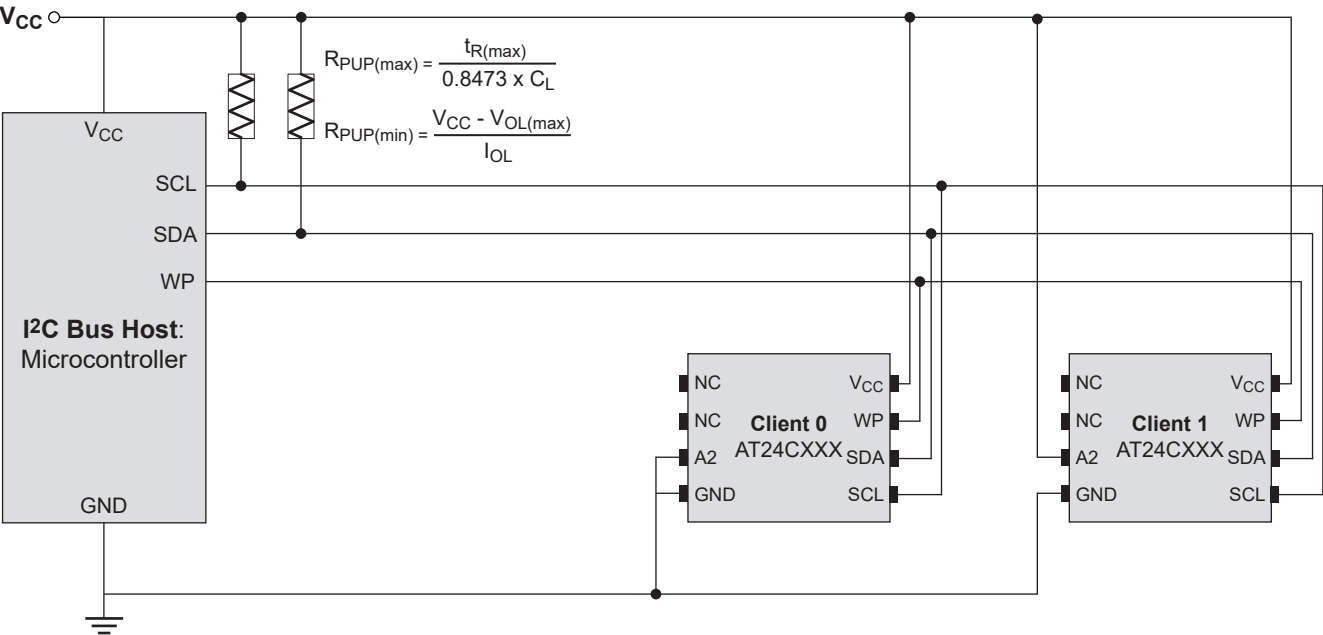 VCC
RPUP(max) = tR(max)
0.8473 x CL
RPUP(min) = VCC - VOL(max)
IOL
VCC
SCL
SDA
WP
I2C Bus Host:
Microcontroller
GND
NC
NC
A2
GND
Client 0
AT24CXXX
VCC
WP
SDA
SCL
NC
NC
A2
GND
Client 1
AT24CXXX
VCC
WP
SDA
SCL